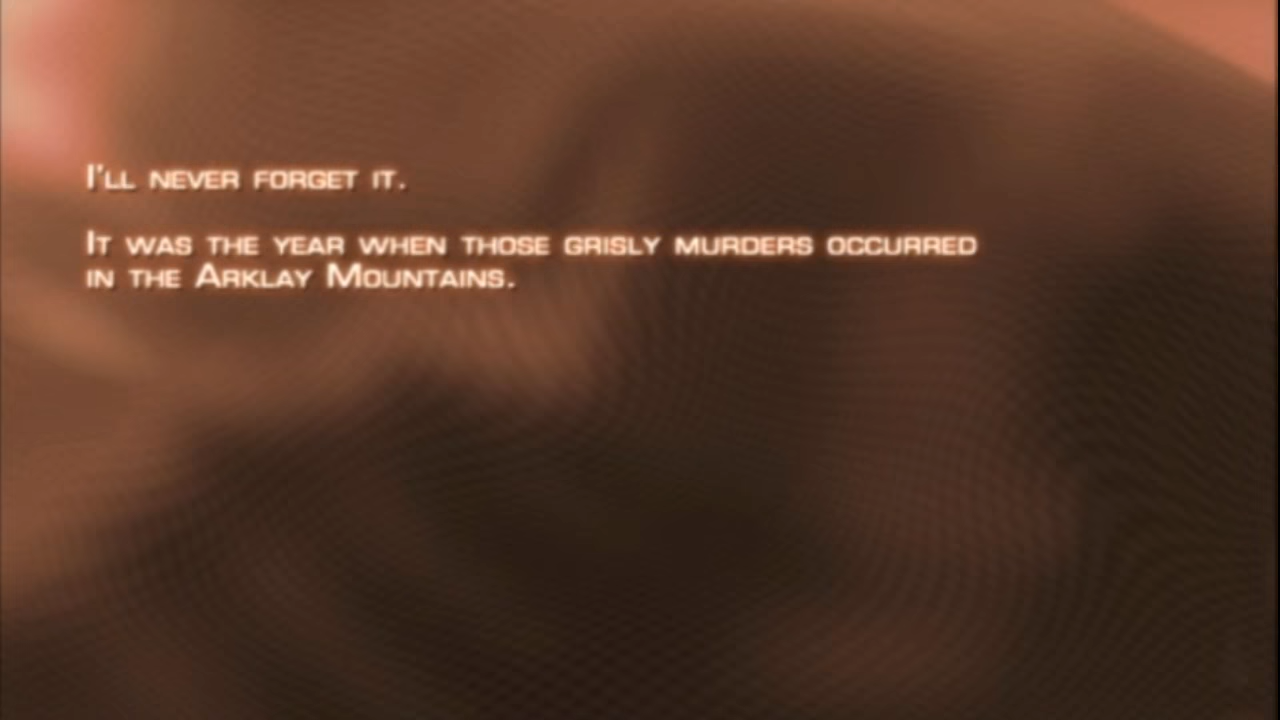 I'll never forget it.
It was the year when those grisly murders occurred
in the Arklay Mountains.